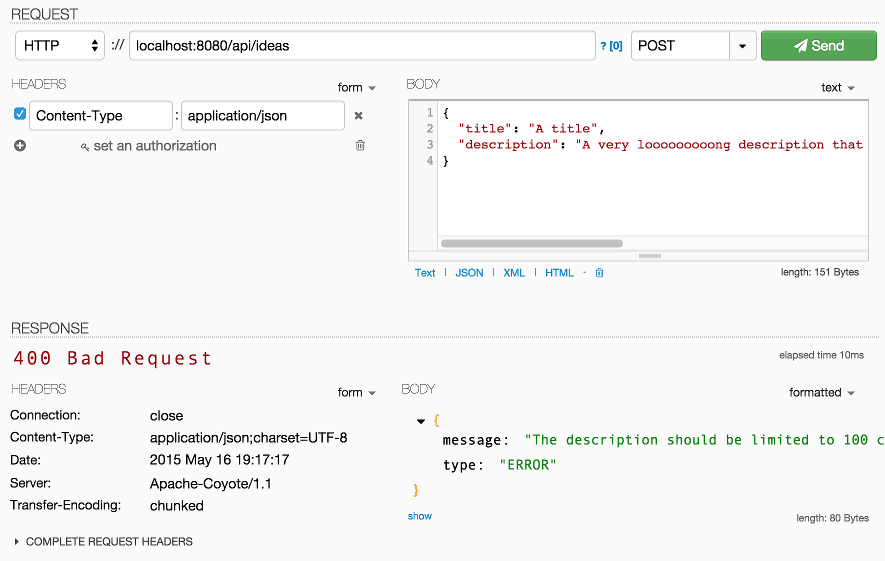 REQUEST
HTTP :// localhost:8080/api/ideas ? [0] POST Send
HEADERS form
Content-Type : application/json
set an authorization
BODY text
1 {
2 "title": "A title",
3 "description": "A very looooooooong description that
4 }
Text | JSON | XML | HTML - length: 151 Bytes
RESPONSE
400 Bad Request elapsed time 10ms
HEADERS form
Connection: close
Content-Type: application/json;charset=UTF-8
Date: 2015 May 16 19:17:17
Server: Apache-Coyote/1.1
Transfer-Encoding: chunked
BODY formatted
{
message: "The description should be limited to 100 c
type: "ERROR"
}
show length: 80 Bytes
COMPLETE REQUEST HEADERS